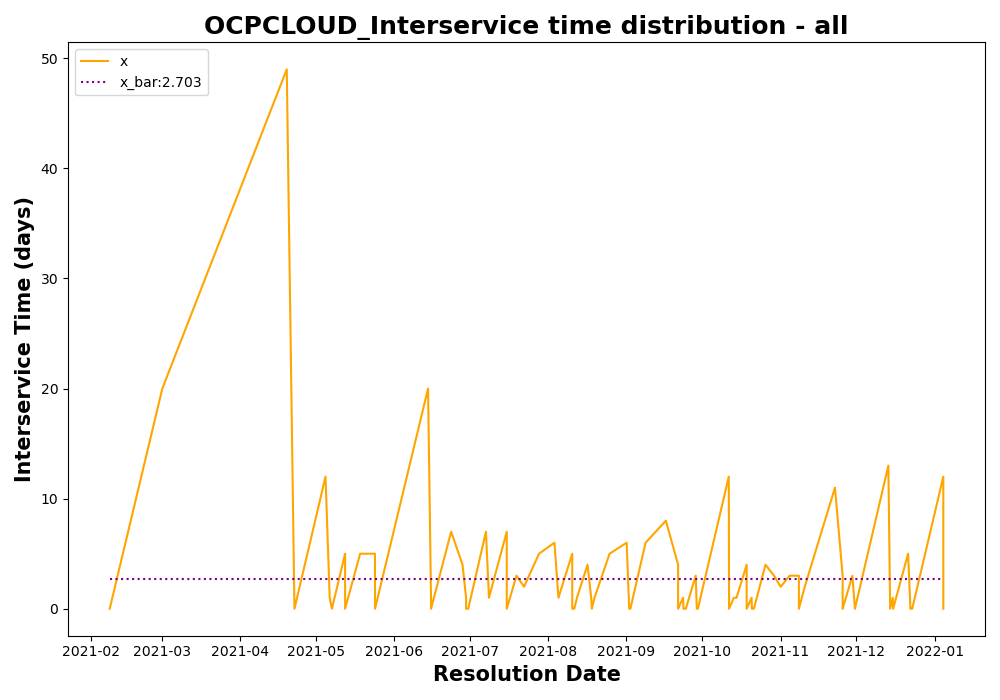 OCPCLOUD_Interservice time distribution - all
x
x_bar:2.703
Interservice Time (days)
50
40
30
20
10
0
2021-02 2021-03 2021-04 2021-05 2021-06 2021-07 2021-08 2021-09 2021-10 2021-11 2021-12 2022-01
Resolution Date